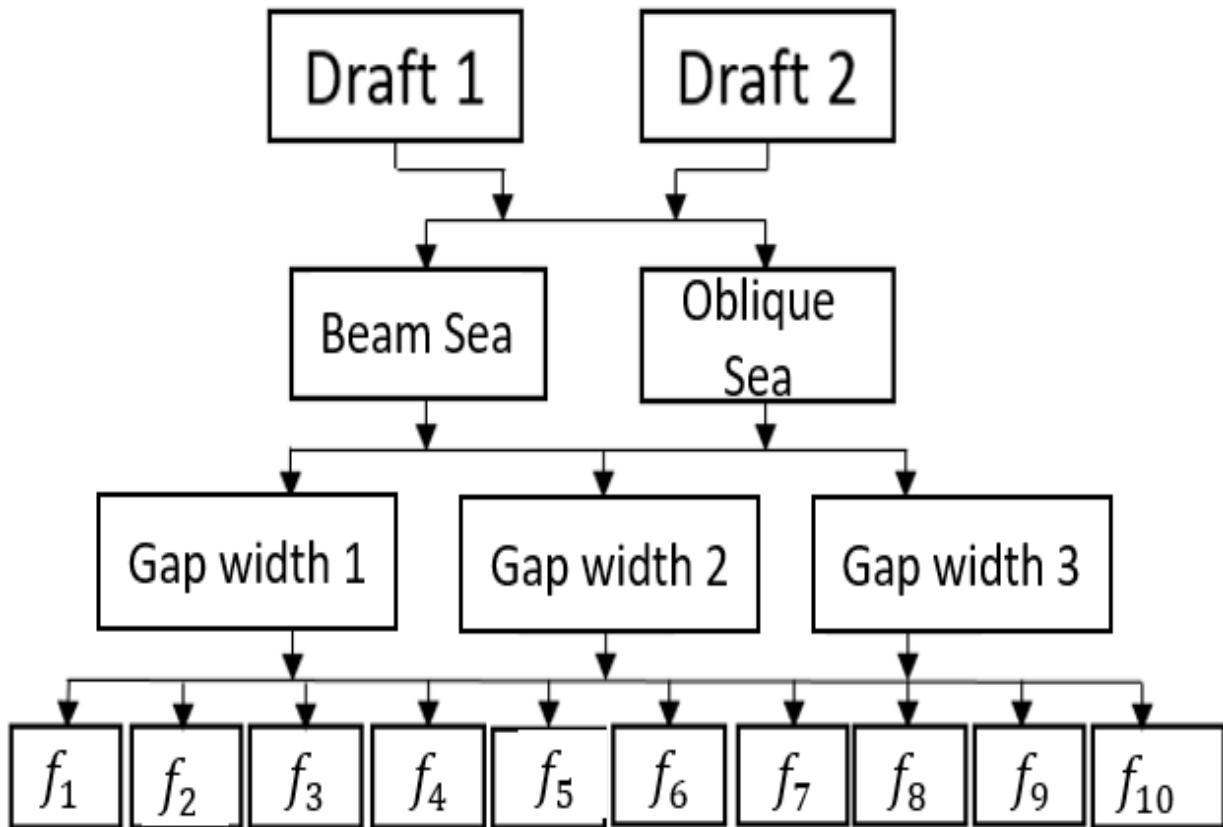 Draft 1
Draft 2
Beam Sea
Oblique
Sea
Gap width 1
Gap width 2
Gap width 3
f₁
f₂
f₃
f₄
f₅
f₆
f₇
f₈
f₉
f₁₀